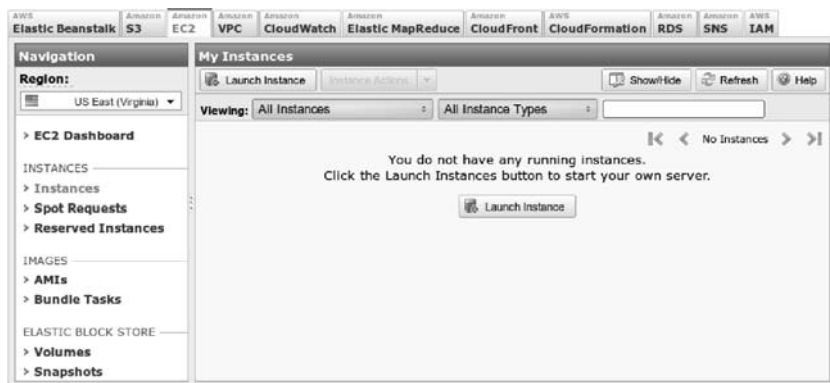 AWS Amazon Amazon Amazon Amazon Amazon Amazon AWS Amazon Amazon AWS
Elastic Beanstalk S3 EC2 VPC CloudWatch Elastic MapReduce CloudFront CloudFormation RDS SNS IAM
Navigation
Region:
US East (Virginia)
> EC2 Dashboard
INSTANCES
> Instances
> Spot Requests
> Reserved Instances
IMAGES
> AMIs
> Bundle Tasks
ELASTIC BLOCK STORE
> Volumes
> Snapshots
My Instances
Launch Instance Instance Actions Show/Hide Refresh Help
Viewing: All Instances All Instance Types
No Instances
You do not have any running instances.
Click the Launch Instances button to start your own server.
Launch Instance